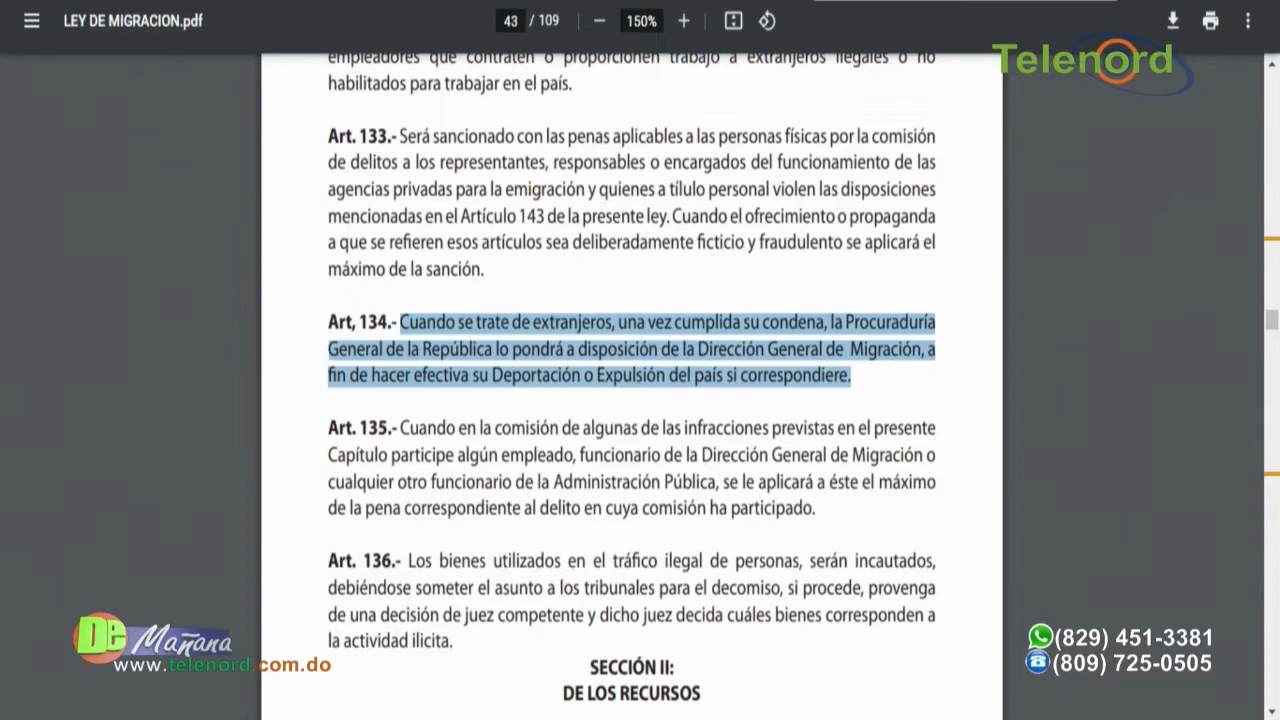 LEY DE MIGRACION.pdf
43 / 109
150%
Telenord
empleadores que contraten o proporcionen trabajo a extranjeros ilegales o no
habilitados para trabajar en el país.
Art. 133.- Será sancionado con las penas aplicables a las personas físicas por la comisión
de delitos a los representantes, responsables o encargados del funcionamiento de las
agencias privadas para la emigración y quienes a tílulo personal violen las disposiciones
mencionadas en el Artículo 143 de la presente ley. Cuando el ofrecimiento o propaganda
a que se refieren esos artículos sea deliberadamente ficticio y fraudulento se aplicará el
máximo de la sanción.
Art, 134.- Cuando se trate de extranjeros, una vez cumplida su condena, la Procuraduría
General de la República lo pondrá a disposición de la Dirección General de Migración, a
fin de hacer efectiva su Deportación o Expulsión del país si correspondiere.
Art. 135.- Cuando en la comisión de algunas de las infracciones previstas en el presente
Capítulo participe algún empleado, funcionario de la Dirección General de Migración o
cualquier otro funcionario de la Administración Pública, se le aplicará a éste el máximo
de la pena correspondiente al delito en cuya comisión ha participado.
Art. 136.- Los bienes utilizados en el tráfico ilegal de personas, serán incautados,
debiéndose someter el asunto a los tribunales para el decomiso, si procede, provenga
de una decisión de juez competente y dicho juez decida cuáles bienes corresponden a
la actividad ilicita.
SECCIÓN II:
DE LOS RECURSOS
De Mañana
www.telenord.com.do
(829) 451-3381
(809) 725-0505